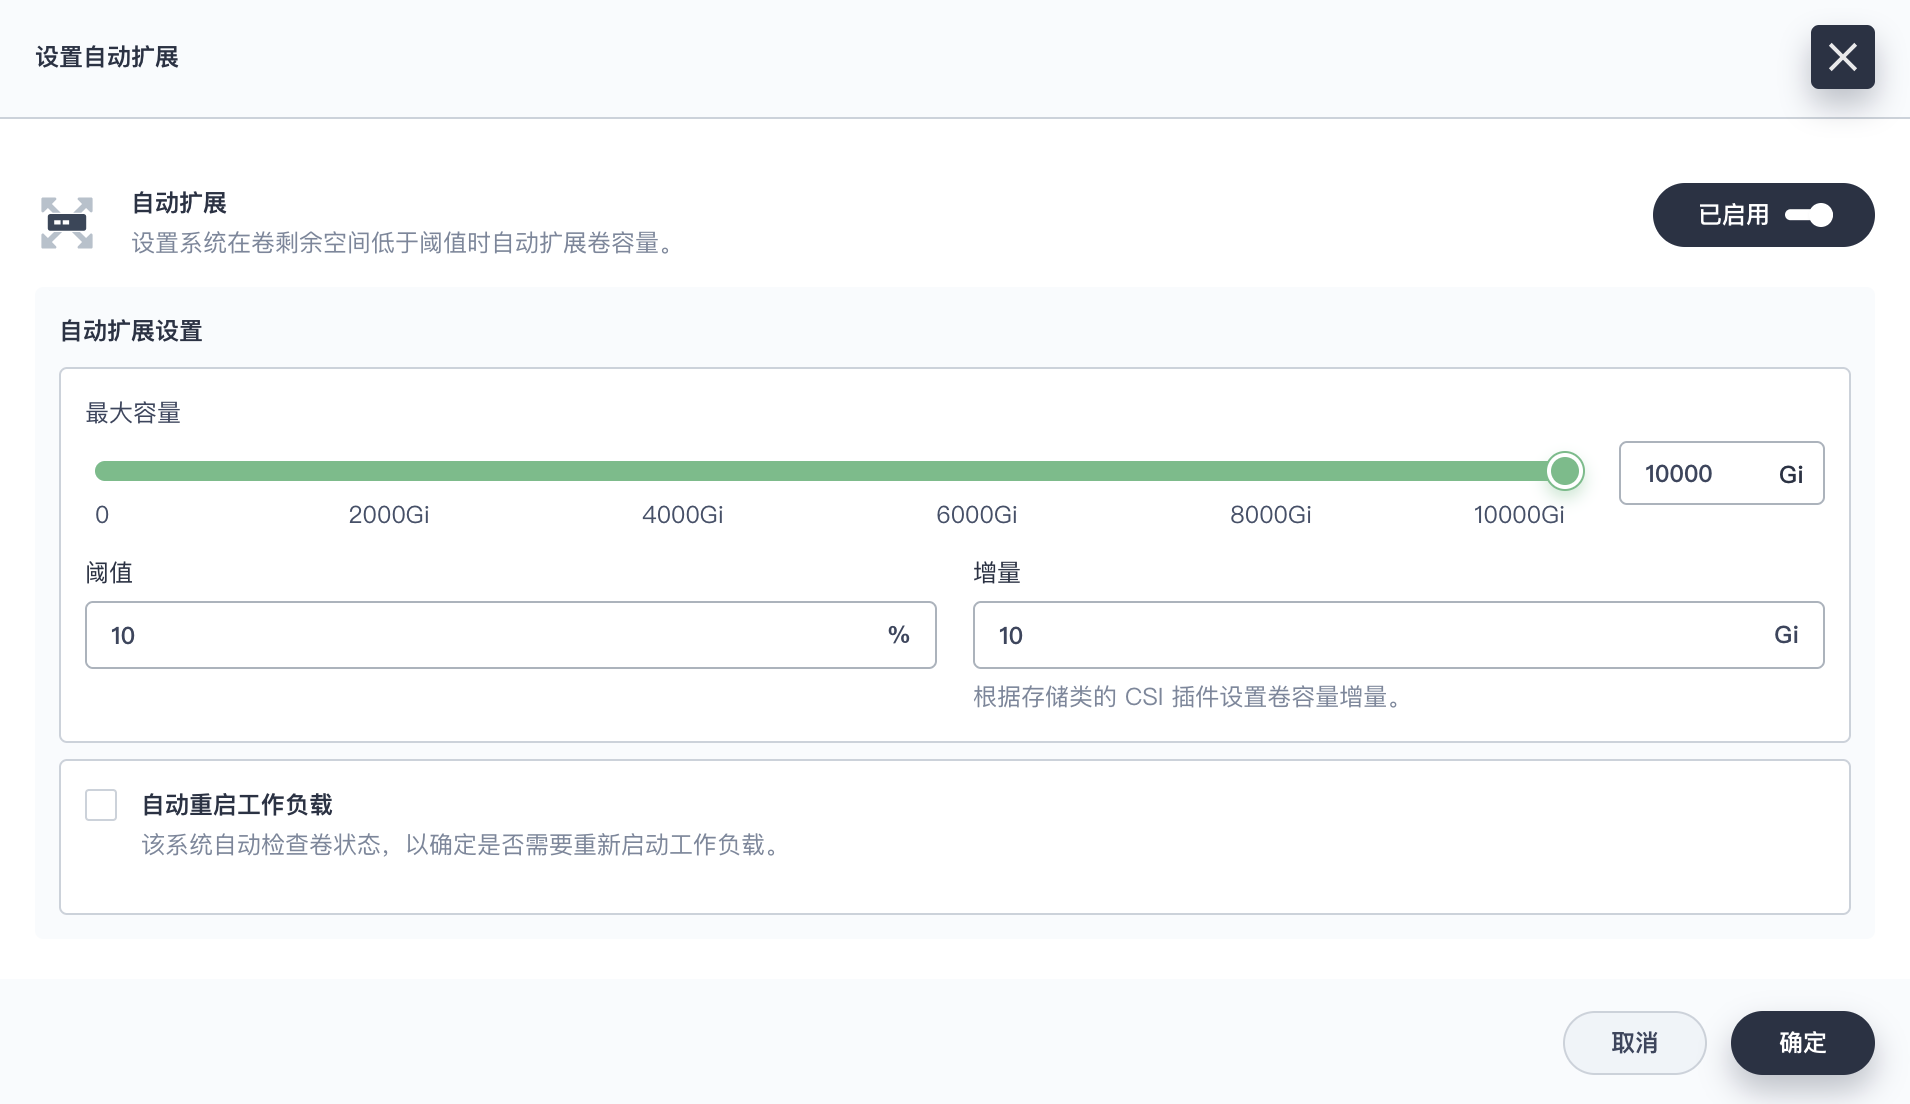 设置自动扩展
自动扩展
设置系统在卷剩余空间低于阈值时自动扩展卷容量。
已启用
自动扩展设置
最大容量
10000 Gi
0 2000Gi 4000Gi 6000Gi 8000Gi 10000Gi
阈值 增量
10 % 10 Gi
根据存储类的 CSI 插件设置卷容量增量。
自动重启工作负载
该系统自动检查卷状态，以确定是否需要重新启动工作负载。
取消 确定